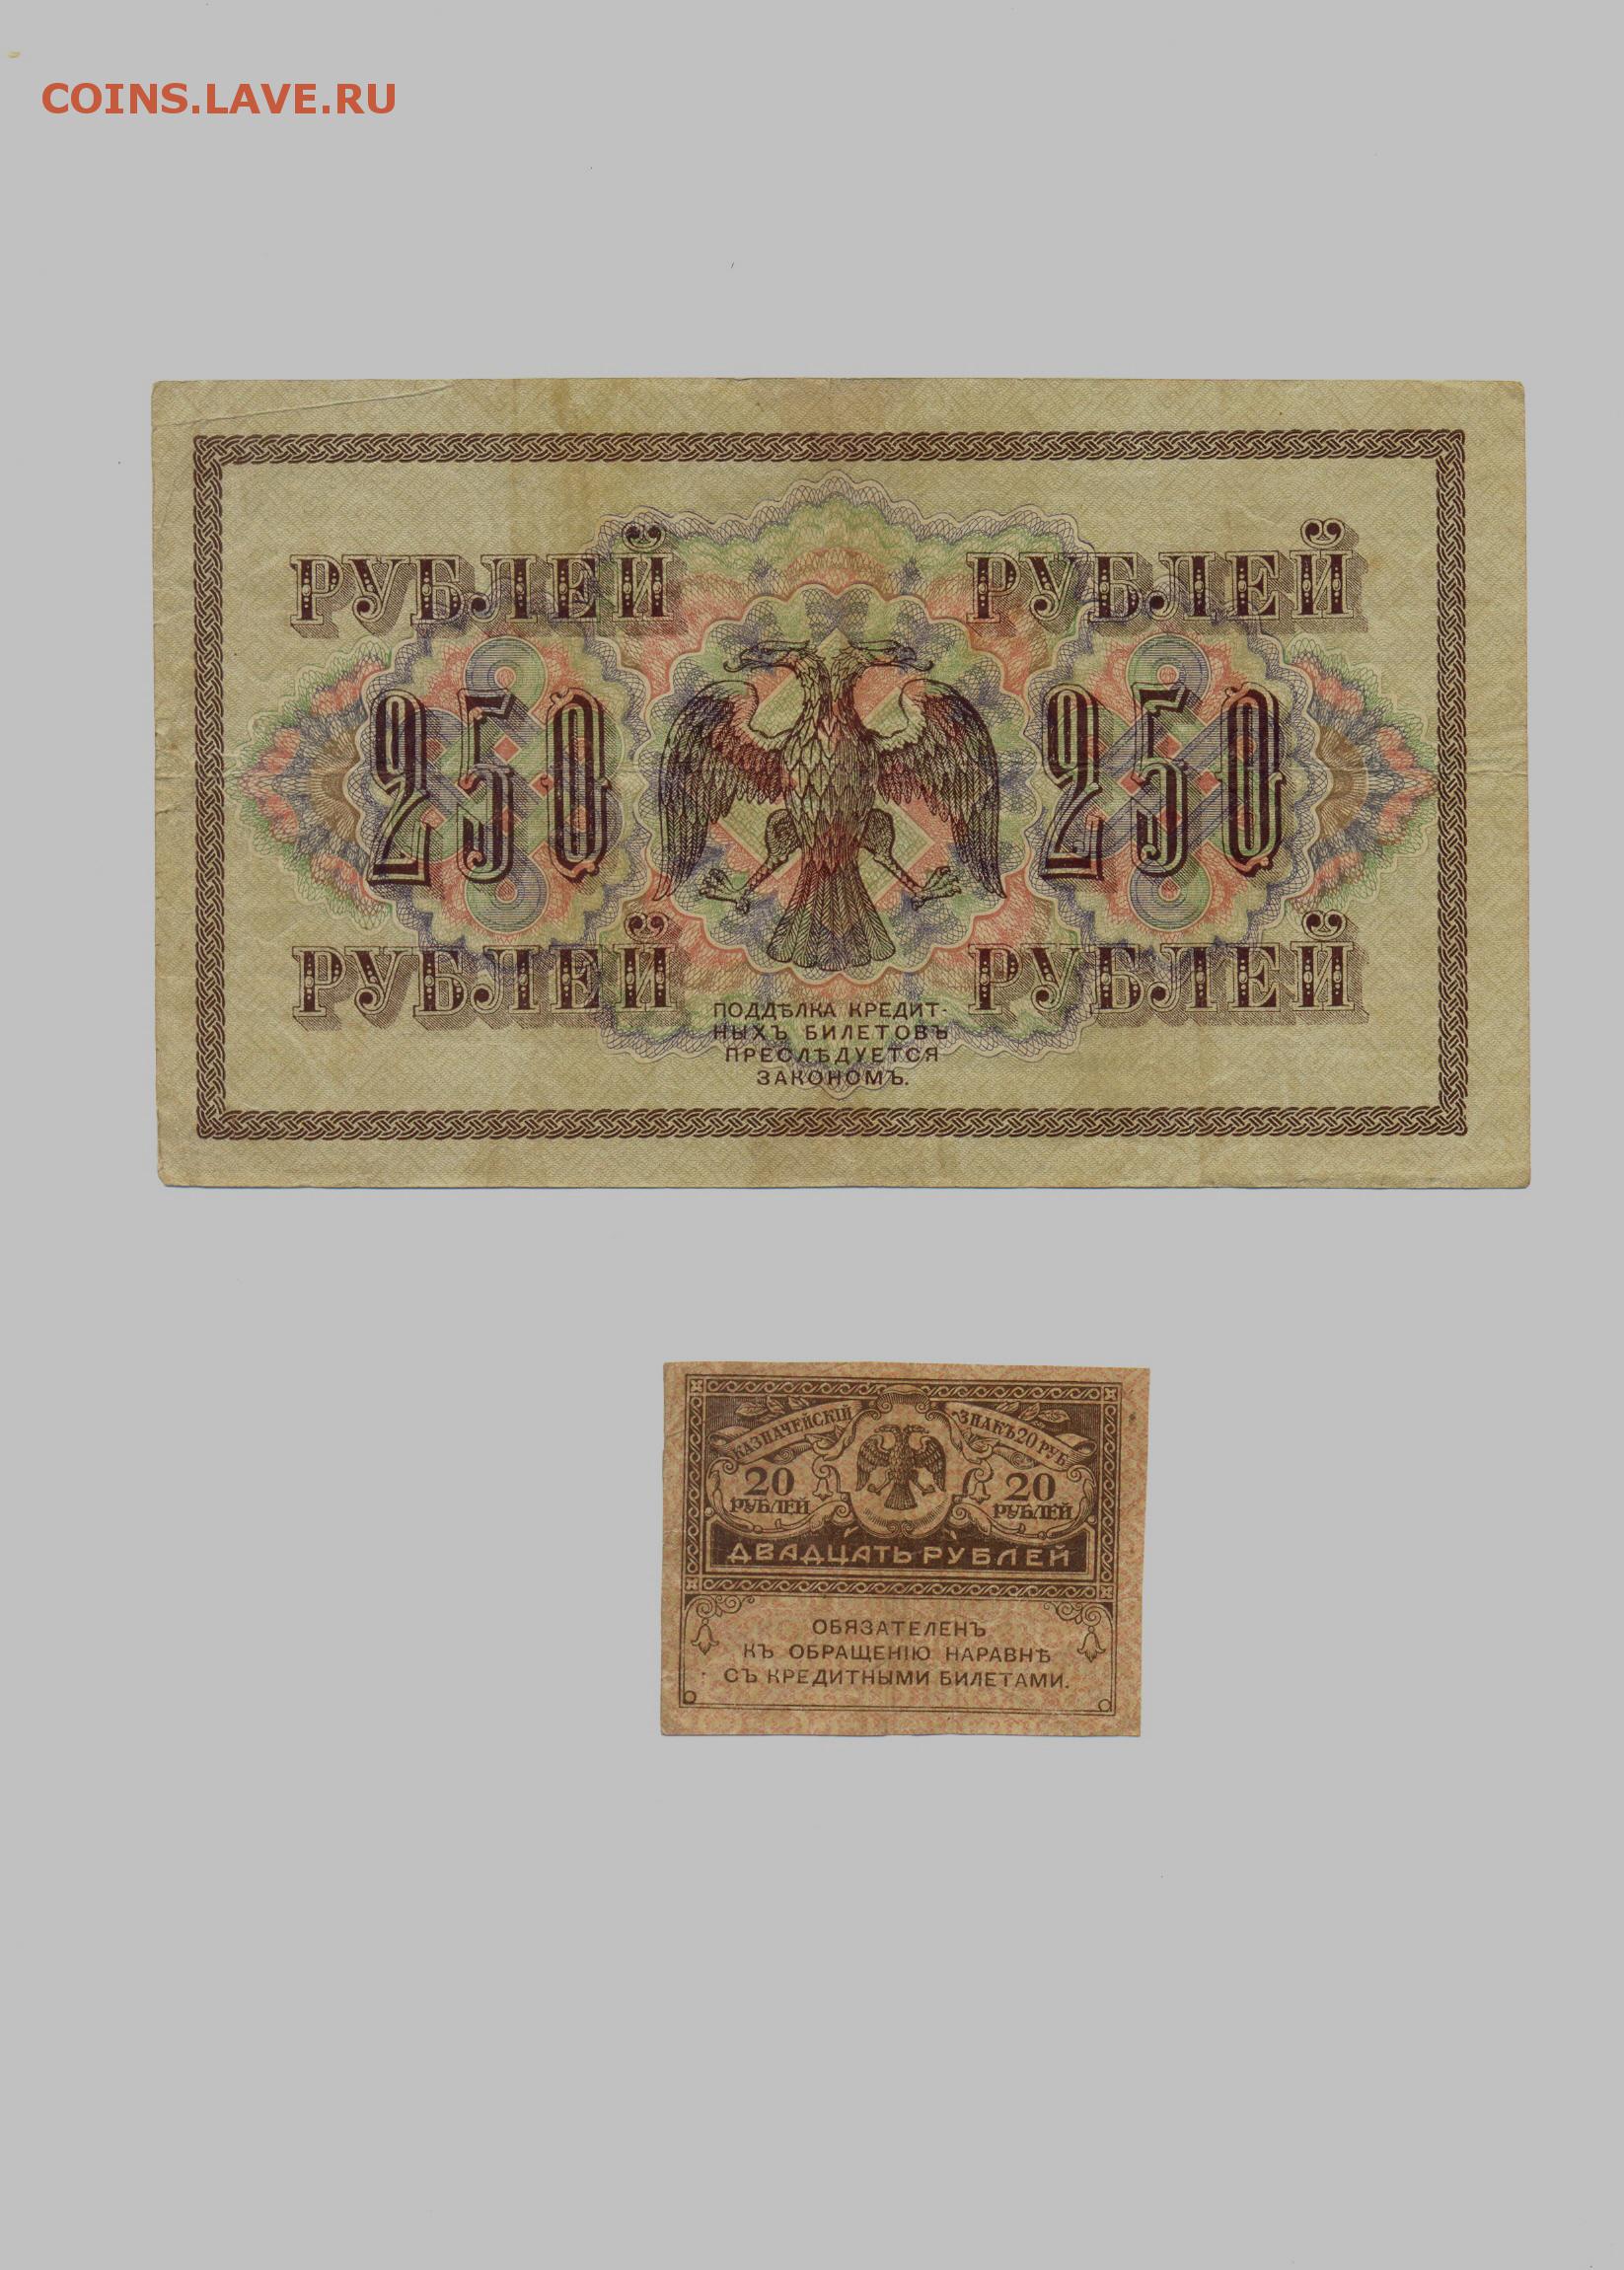 COINS.LAVE.RU
РУБЛЕЙ РУБЛЕЙ
250 250
РУБЛЕЙ РУБЛЕЙ
ПОДДѢЛКА КРЕДИТ-
НЫХЪ БИЛЕТОВЪ
ПРЕСЛѢДУЕТСЯ
ЗАКОНОМЪ.
КАЗНАЧЕЙСКІЙ ЗНАКЪ 20 РУБ.
20 20
РУБЛЕЙ РУБЛЕЙ
ДВАДЦАТЬ РУБЛЕЙ
ОБЯЗАТЕЛЕНЪ
КЪ ОБРАЩЕНІЮ НАРАВНѢ
СЪ КРЕДИТНЫМИ БИЛЕТАМИ.